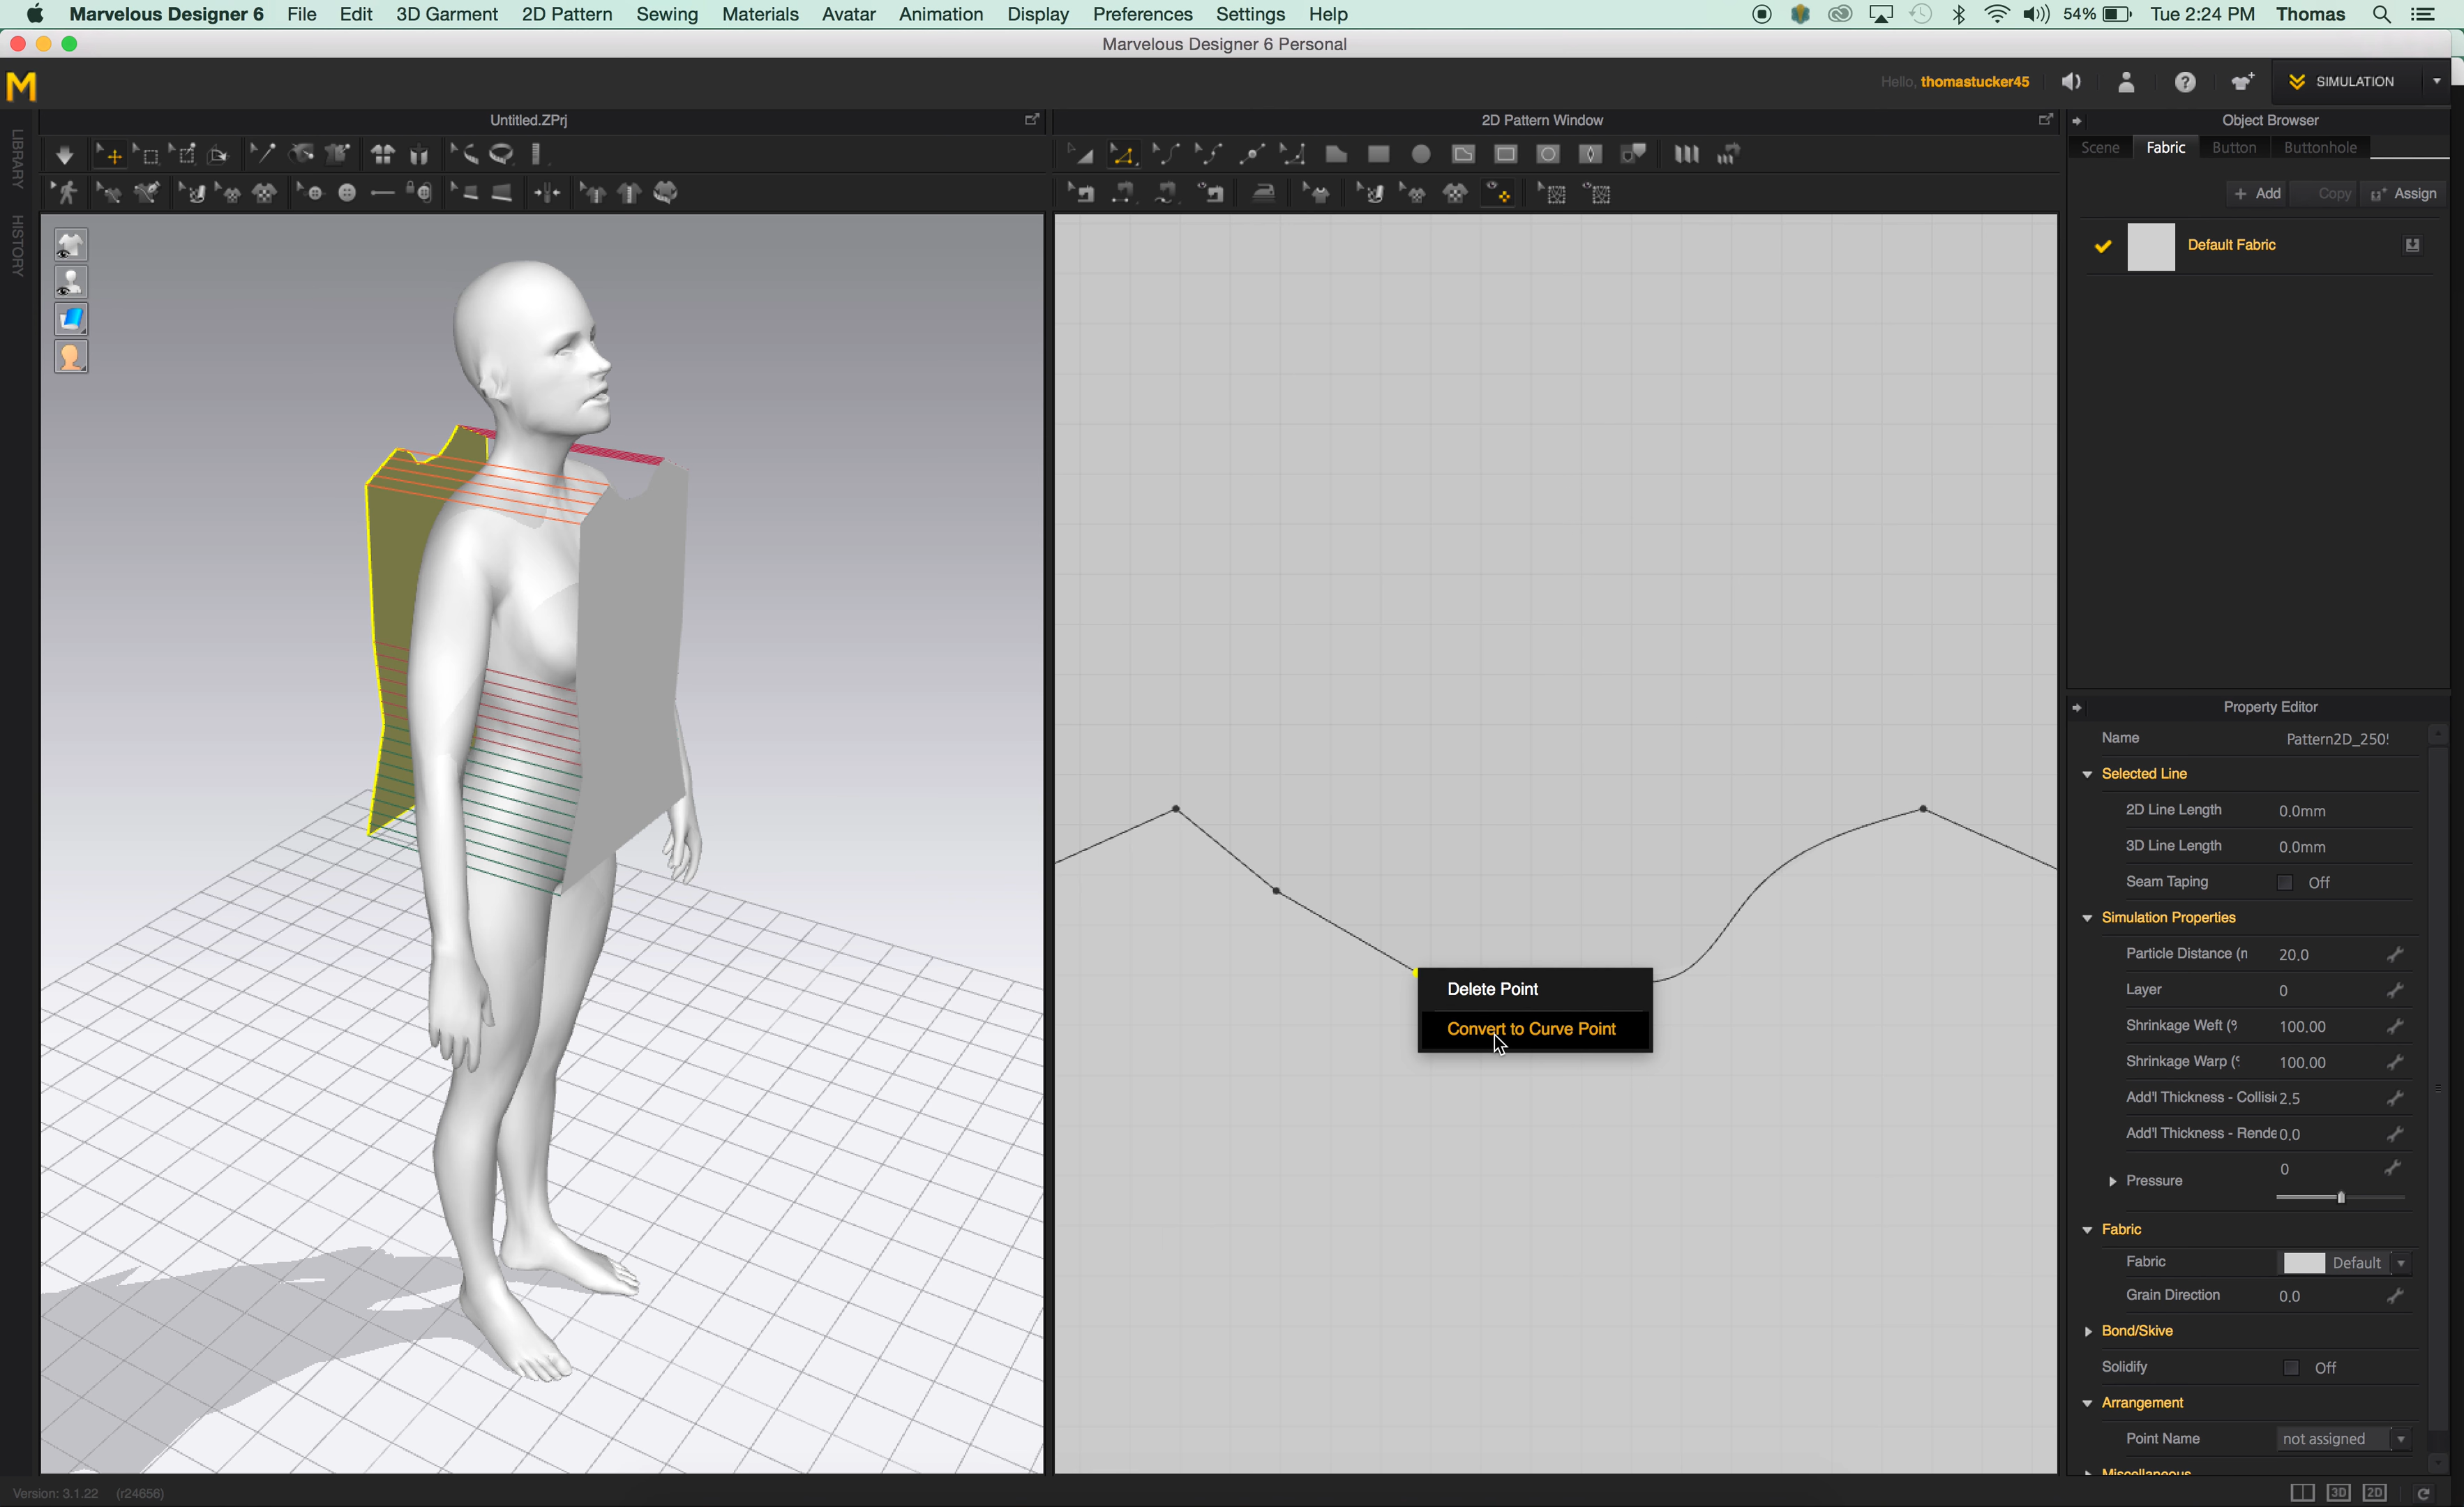 Marvelous Designer 6 File Edit 3D Garment 2D Pattern Sewing Materials Avatar Animation Display Preferences Settings Help 54% Tue 2:24 PM Thomas
Marvelous Designer 6 Personal
M Hello, thomastucker45 SIMULATION
Untitled.ZPrj
2D Pattern Window
Object Browser
LIBRARY
HISTORY
Scene Fabric Button Buttonhole
+ Add Copy Assign
Default Fabric
Delete Point
Convert to Curve Point
Property Editor
Name Pattern2D_250!
Selected Line
2D Line Length 0.0mm
3D Line Length 0.0mm
Seam Taping Off
Simulation Properties
Particle Distance (n 20.0
Layer 0
Shrinkage Weft (% 100.00
Shrinkage Warp (% 100.00
Add'l Thickness - Collisi 2.5
Add'l Thickness - Rende 0.0
0
Pressure
Fabric
Fabric Default
Grain Direction 0.0
Bond/Skive
Solidify Off
Arrangement
Point Name not assigned
Miscellaneous
Version: 3.1.22 (r24656)
3D 2D